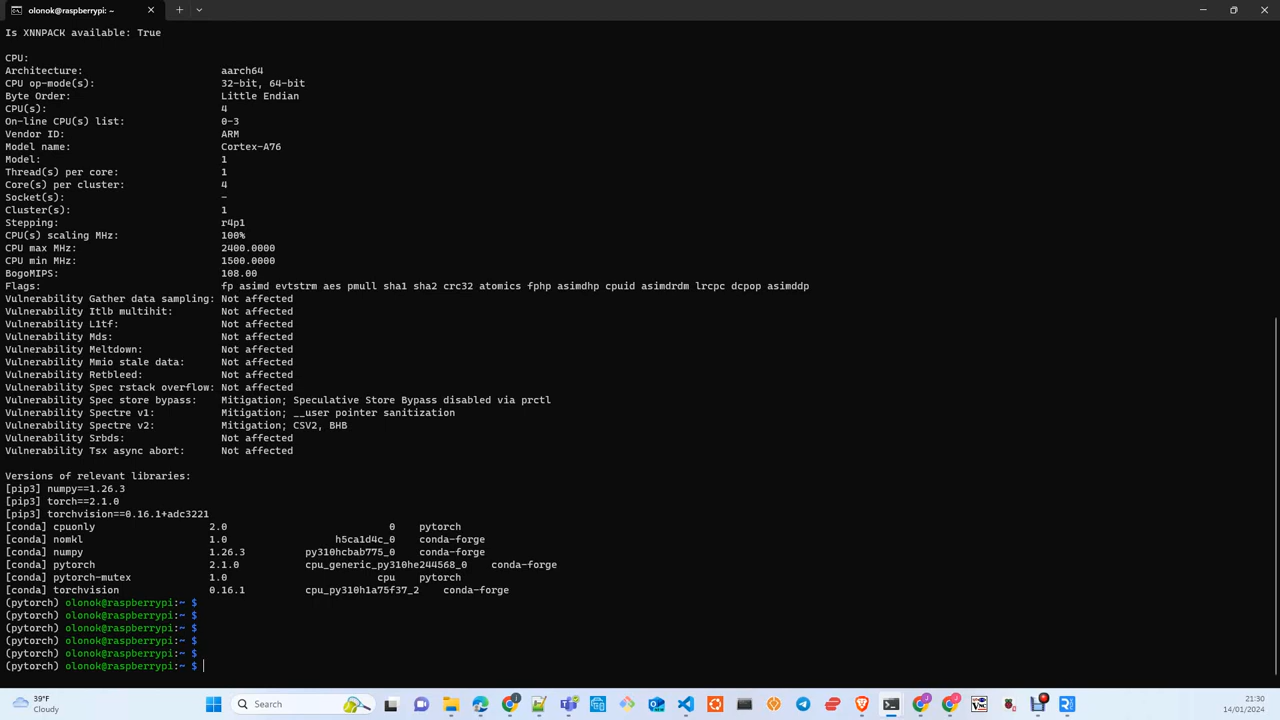 olonok@raspberrypi: ~
Is XNNPACK available: True
CPU:
Architecture: aarch64
CPU op-mode(s): 32-bit, 64-bit
Byte Order: Little Endian
CPU(s): 4
On-line CPU(s) list: 0-3
Vendor ID: ARM
Model name: Cortex-A76
Model: 1
Thread(s) per core: 1
Core(s) per cluster: 4
Socket(s): -
Cluster(s): 1
Stepping: r4p1
CPU(s) scaling MHz: 100%
CPU max MHz: 2400.0000
CPU min MHz: 1500.0000
BogoMIPS: 108.00
Flags: fp asimd evtstrm aes pmull sha1 sha2 crc32 atomics fphp asimdhp cpuid asimdrdm lrcpc dcpop asimddp
Vulnerability Gather data sampling: Not affected
Vulnerability Itlb multihit: Not affected
Vulnerability L1tf: Not affected
Vulnerability Mds: Not affected
Vulnerability Meltdown: Not affected
Vulnerability Mmio stale data: Not affected
Vulnerability Retbleed: Not affected
Vulnerability Spec rstack overflow: Not affected
Vulnerability Spec store bypass: Mitigation; Speculative Store Bypass disabled via prctl
Vulnerability Spectre v1: Mitigation; __user pointer sanitization
Vulnerability Spectre v2: Mitigation; CSV2, BHB
Vulnerability Srbds: Not affected
Vulnerability Tsx async abort: Not affected
Versions of relevant libraries:
[pip3] numpy==1.26.3
[pip3] torch==2.1.0
[pip3] torchvision==0.16.1+adc3221
[conda] cpuonly 2.0 0 pytorch
[conda] nomkl 1.0 h5ca1d4c_0 conda-forge
[conda] numpy 1.26.3 py310hcbab775_0 conda-forge
[conda] pytorch 2.1.0 cpu_generic_py310he244568_0 conda-forge
[conda] pytorch-mutex 1.0 cpu pytorch
[conda] torchvision 0.16.1 cpu_py310h1a75f37_2 conda-forge
(pytorch) olonok@raspberrypi:~ $
(pytorch) olonok@raspberrypi:~ $
(pytorch) olonok@raspberrypi:~ $
(pytorch) olonok@raspberrypi:~ $
(pytorch) olonok@raspberrypi:~ $
(pytorch) olonok@raspberrypi:~ $
39°F
Cloudy
Search
21:30
14/01/2024